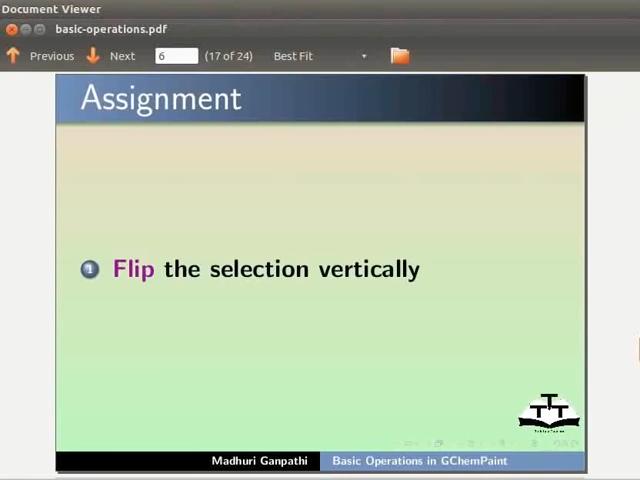 Document Viewer
basic-operations.pdf
Previous Next 6 (17 of 24) Best Fit
Assignment
1 Flip the selection vertically
Madhuri Ganpathi Basic Operations in GChemPaint